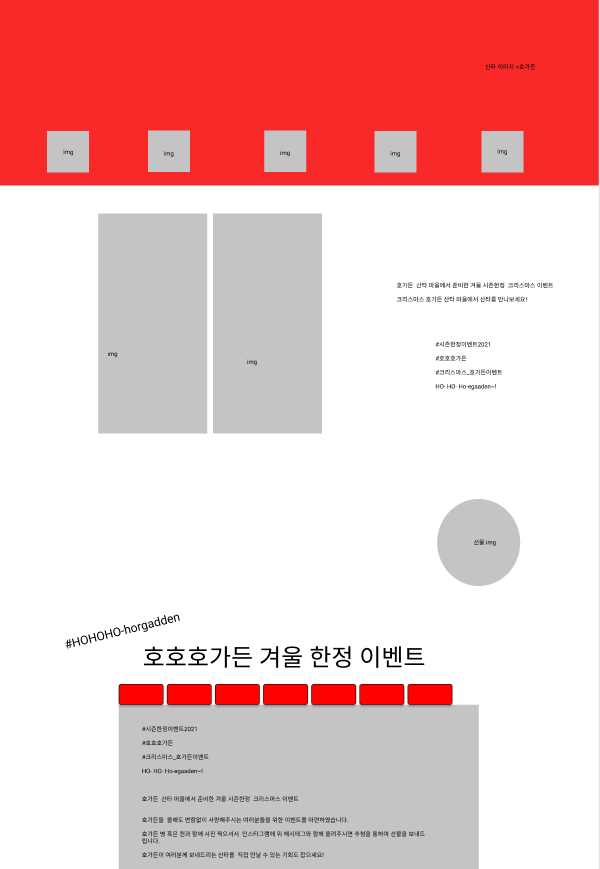 산타 이미지 +호가든
img
img
img
img
img
호가든 산타 마을에서 준비한 겨울 시즌한정 크리스마스 이벤트
크리스마스 호가든 산타 마을에서 산타를 만나보세요!
img
img
#시즌한정이벤트2021
#호호호가든
#크리스마스_호가든이벤트
HO- HO- Ho-egaaden~!
선물 img
#HOHOHO-horgadden
호호호가든 겨울 한정 이벤트
#시즌한정이벤트2021
#호호호가든
#크리스마스_호가든이벤트
HO- HO- Ho-egaaden~!
호가든 산타 마을에서 준비한 겨울 시즌한정 크리스마스 이벤트
호가든을 올해도 변함없이 사랑해주시는 여러분들을 위한 이벤트를 마련하였습니다.
호가든 병 혹은 캔과 함께 사진 찍으셔서 인스타그램에 위 해시태그와 함께 올려주시면 추첨을 통하여 선물을 보내드
립니다.
호가든이 여러분께 보내드리는 산타를 직접 만날 수 있는 기회도 잡으세요!